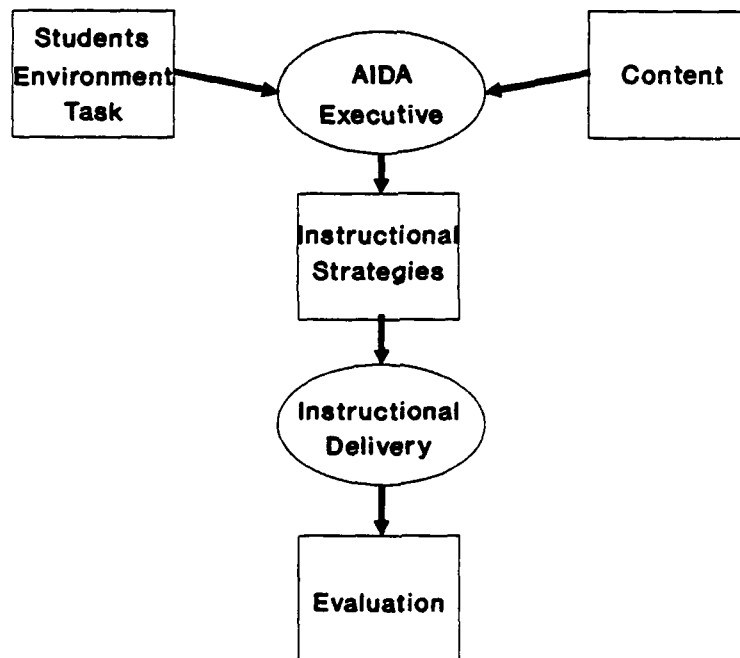 Students
Environment
Task
AIDA
Executive
Content
Instructional
Strategies
Instructional
Delivery
Evaluation